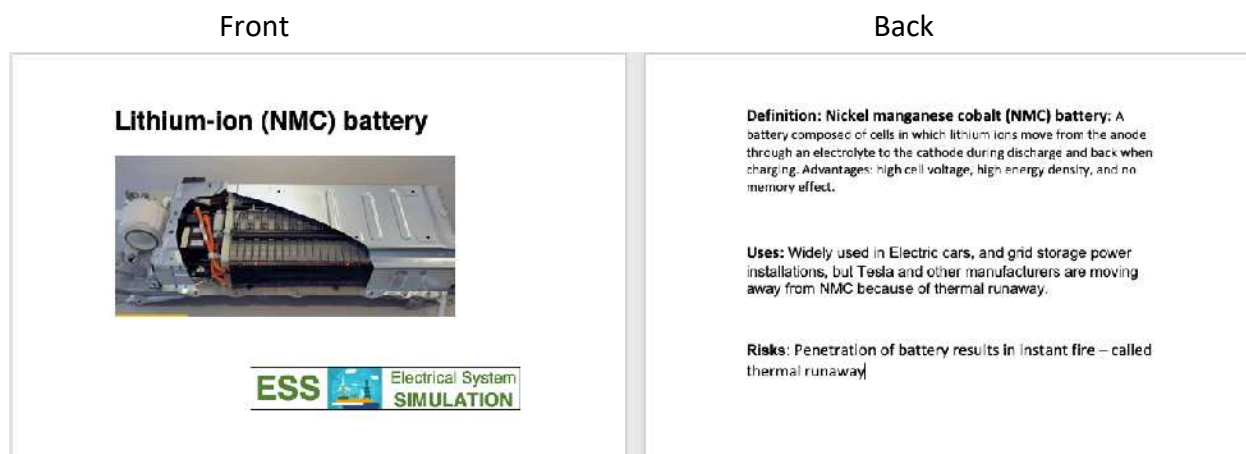 Front
Back
Lithium-ion (NMC) battery
ESS
Electrical System
SIMULATION
Definition: Nickel manganese cobalt (NMC) battery: A
battery composed of cells in which lithium ions move from the anode
through an electrolyte to the cathode during discharge and back when
charging. Advantages: high cell voltage, high energy density, and no
memory effect.
Uses: Widely used in Electric cars, and grid storage power
installations, but Tesla and other manufacturers are moving
away from NMC because of thermal runaway.
Risks: Penetration of battery results in instant fire – called
thermal runaway